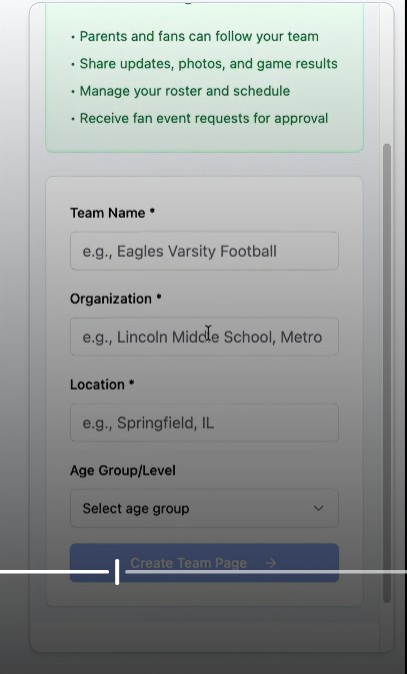 • Parents and fans can follow your team
• Share updates, photos, and game results
• Manage your roster and schedule
• Receive fan event requests for approval
Team Name *
e.g., Eagles Varsity Football
Organization *
e.g., Lincoln Middle School, Metro
Location *
e.g., Springfield, IL
Age Group/Level
Select age group
Create Team Page →